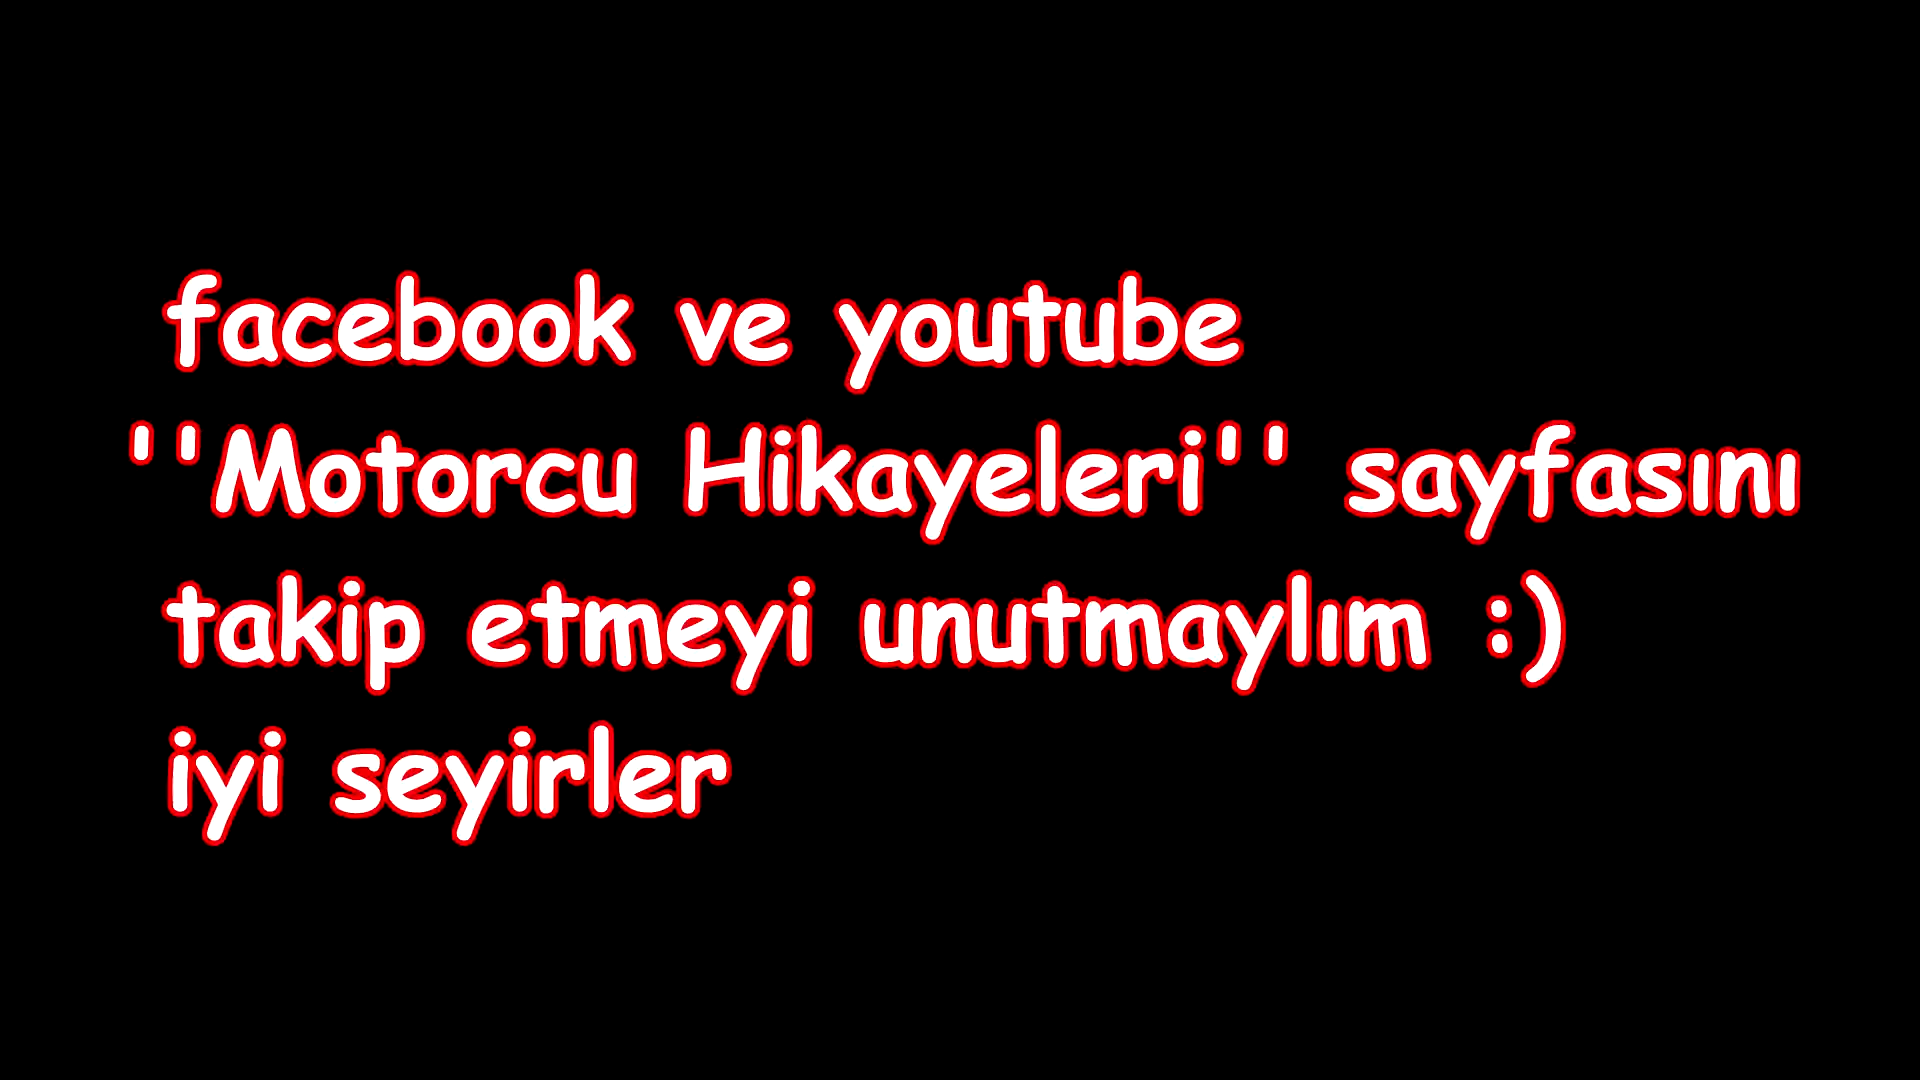 facebook ve youtube
''Motorcu Hikayeleri'' sayfasını
takip etmeyi unutmaylım :)
iyi seyirler